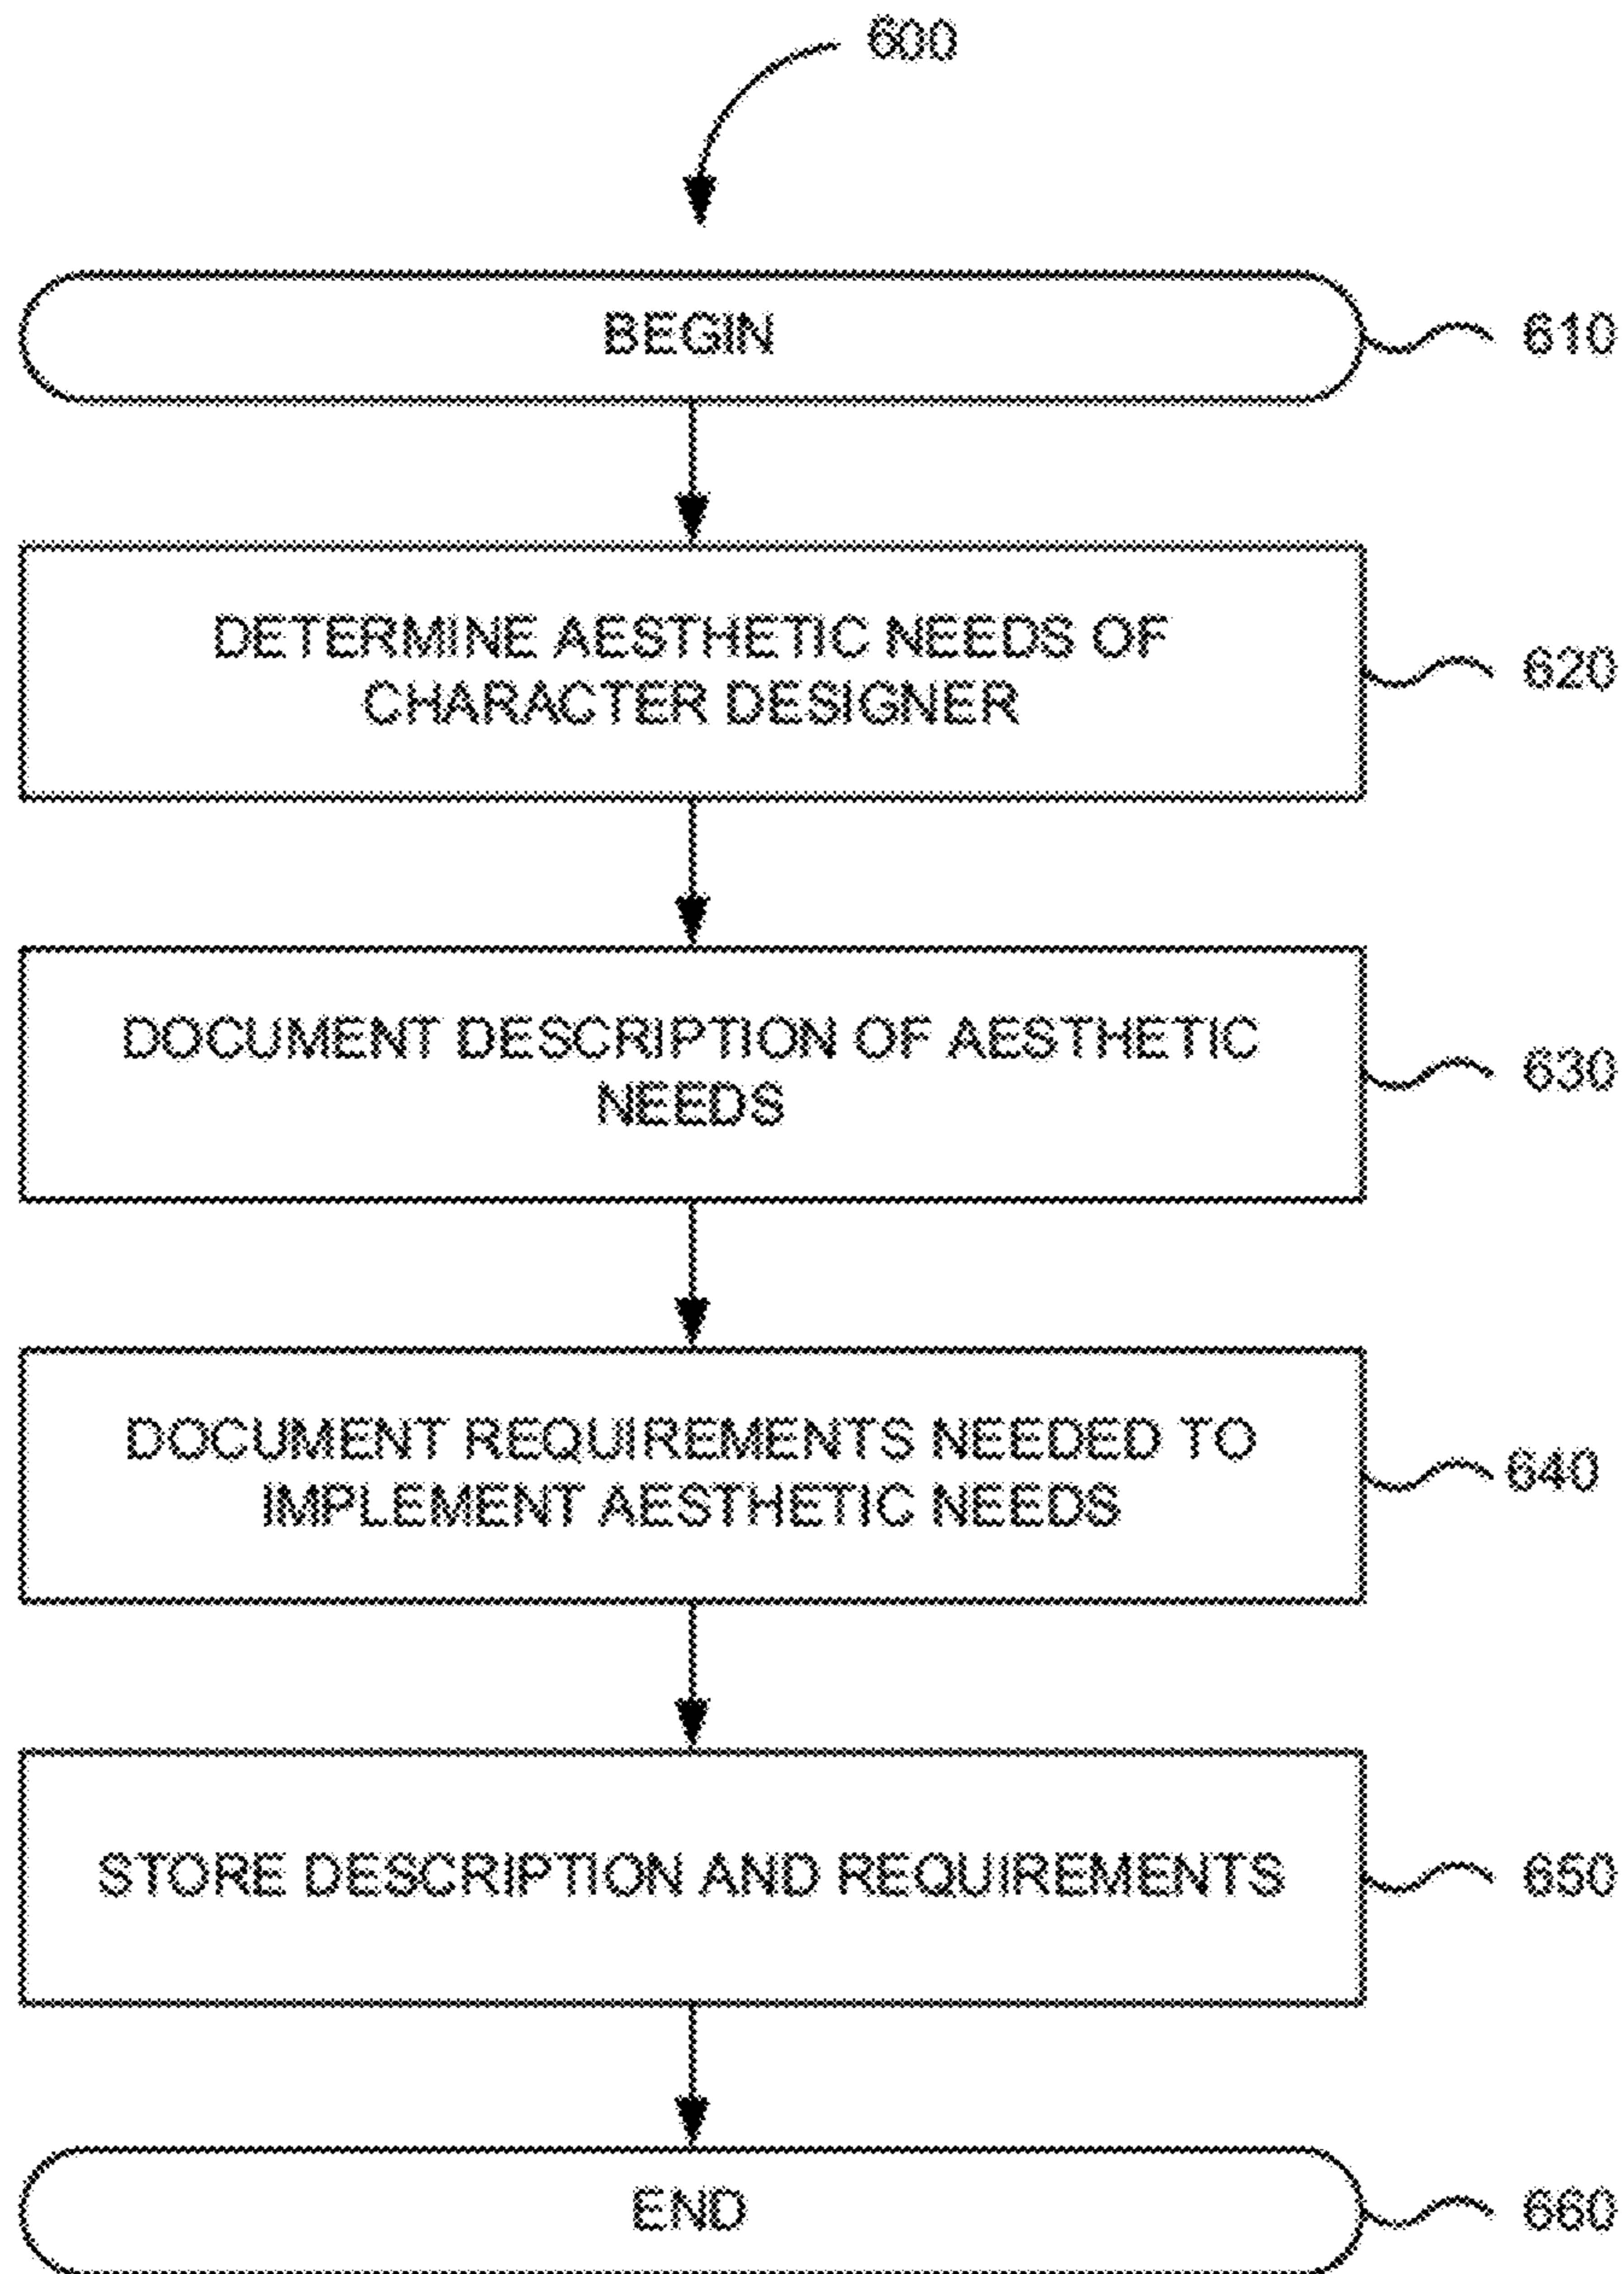 600
BEGIN
610
DETERMINE AESTHETIC NEEDS OF
CHARACTER DESIGNER
620
DOCUMENT DESCRIPTION OF AESTHETIC
NEEDS
630
DOCUMENT REQUIREMENTS NEEDED TO
IMPLEMENT AESTHETIC NEEDS
640
STORE DESCRIPTION AND REQUIREMENTS
650
END
660